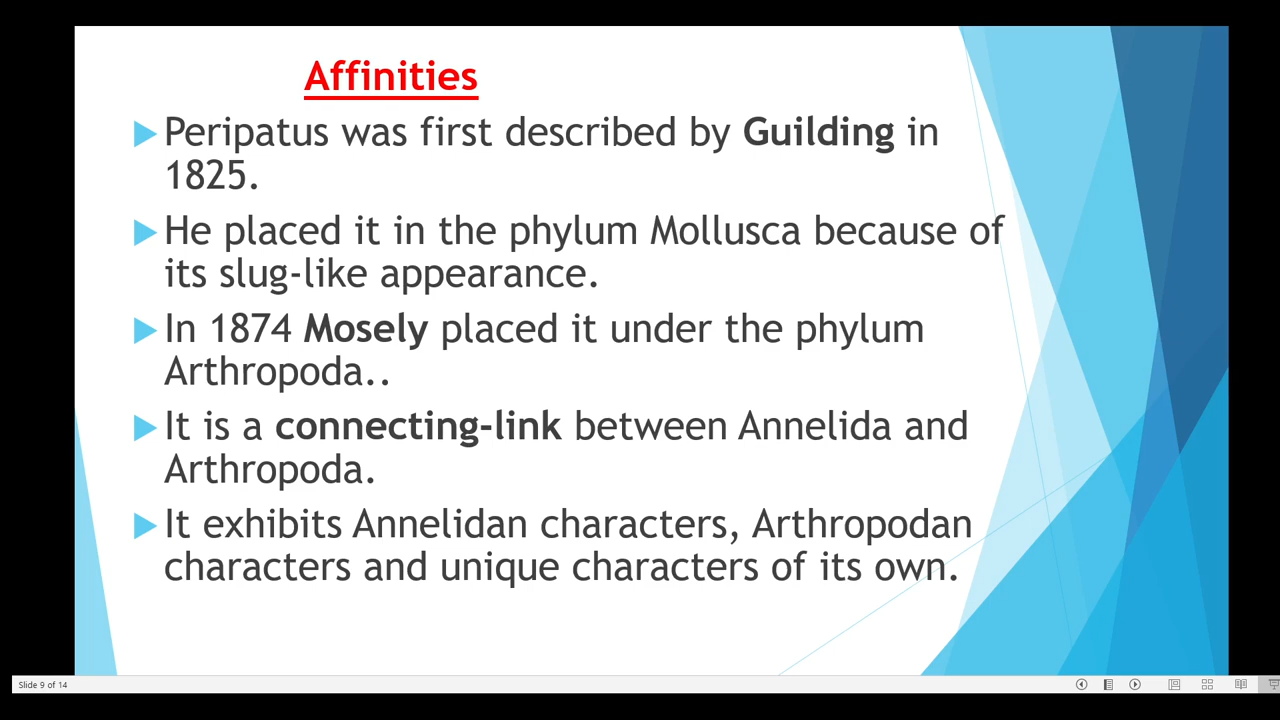 Affinities
Peripatus was first described by Guilding in
1825.
He placed it in the phylum Mollusca because of
its slug-like appearance.
In 1874 Mosely placed it under the phylum
Arthropoda..
It is a connecting-link between Annelida and
Arthropoda.
It exhibits Annelidan characters, Arthropodan
characters and unique characters of its own.
Slide 9 of 14